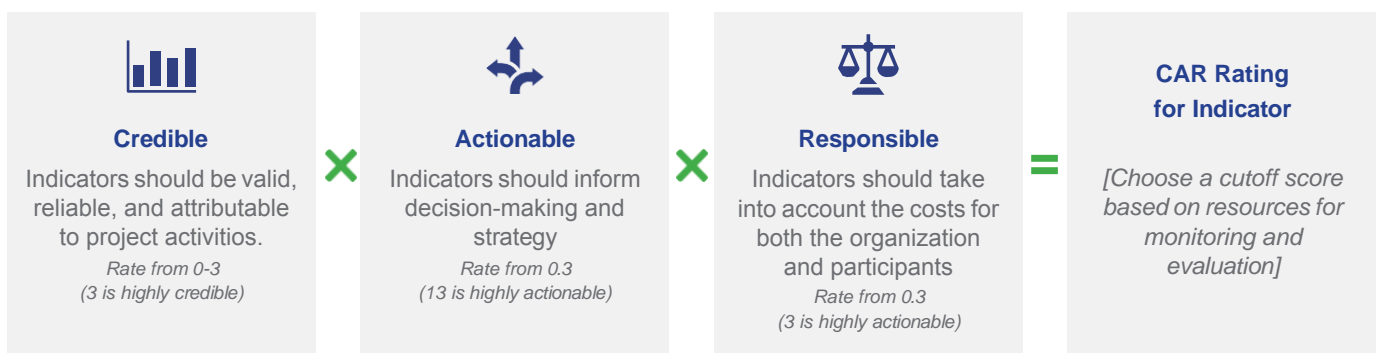 Credible
Indicators should be valid,
reliable, and attributable
to project activitios.
Rate from 0-3
(3 is highly credible)
Actionable
Indicators should inform
decision-making and
strategy
Rate from 0.3
(13 is highly actionable)
Responsible
Indicators should take
into account the costs for
both the organization
and participants
Rate from 0.3
(3 is highly actionable)
CAR Rating
for Indicator
[Choose a cutoff score
based on resources for
monitoring and
evaluation]